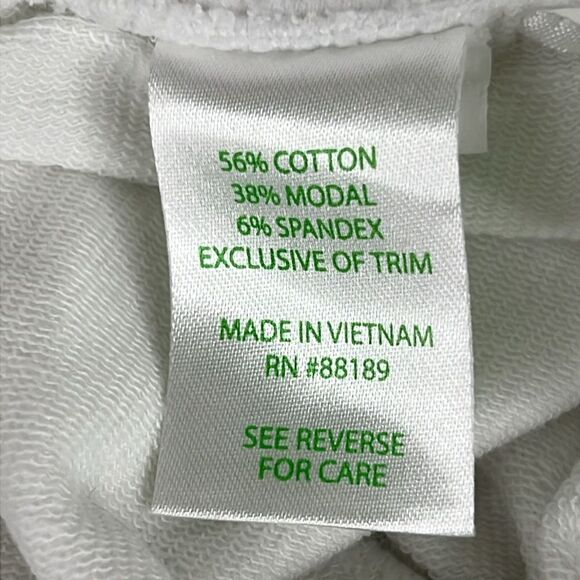 56% COTTON
38% MODAL
6% SPANDEX
EXCLUSIVE OF TRIM
MADE IN VIETNAM
RN #88189
SEE REVERSE
FOR CARE